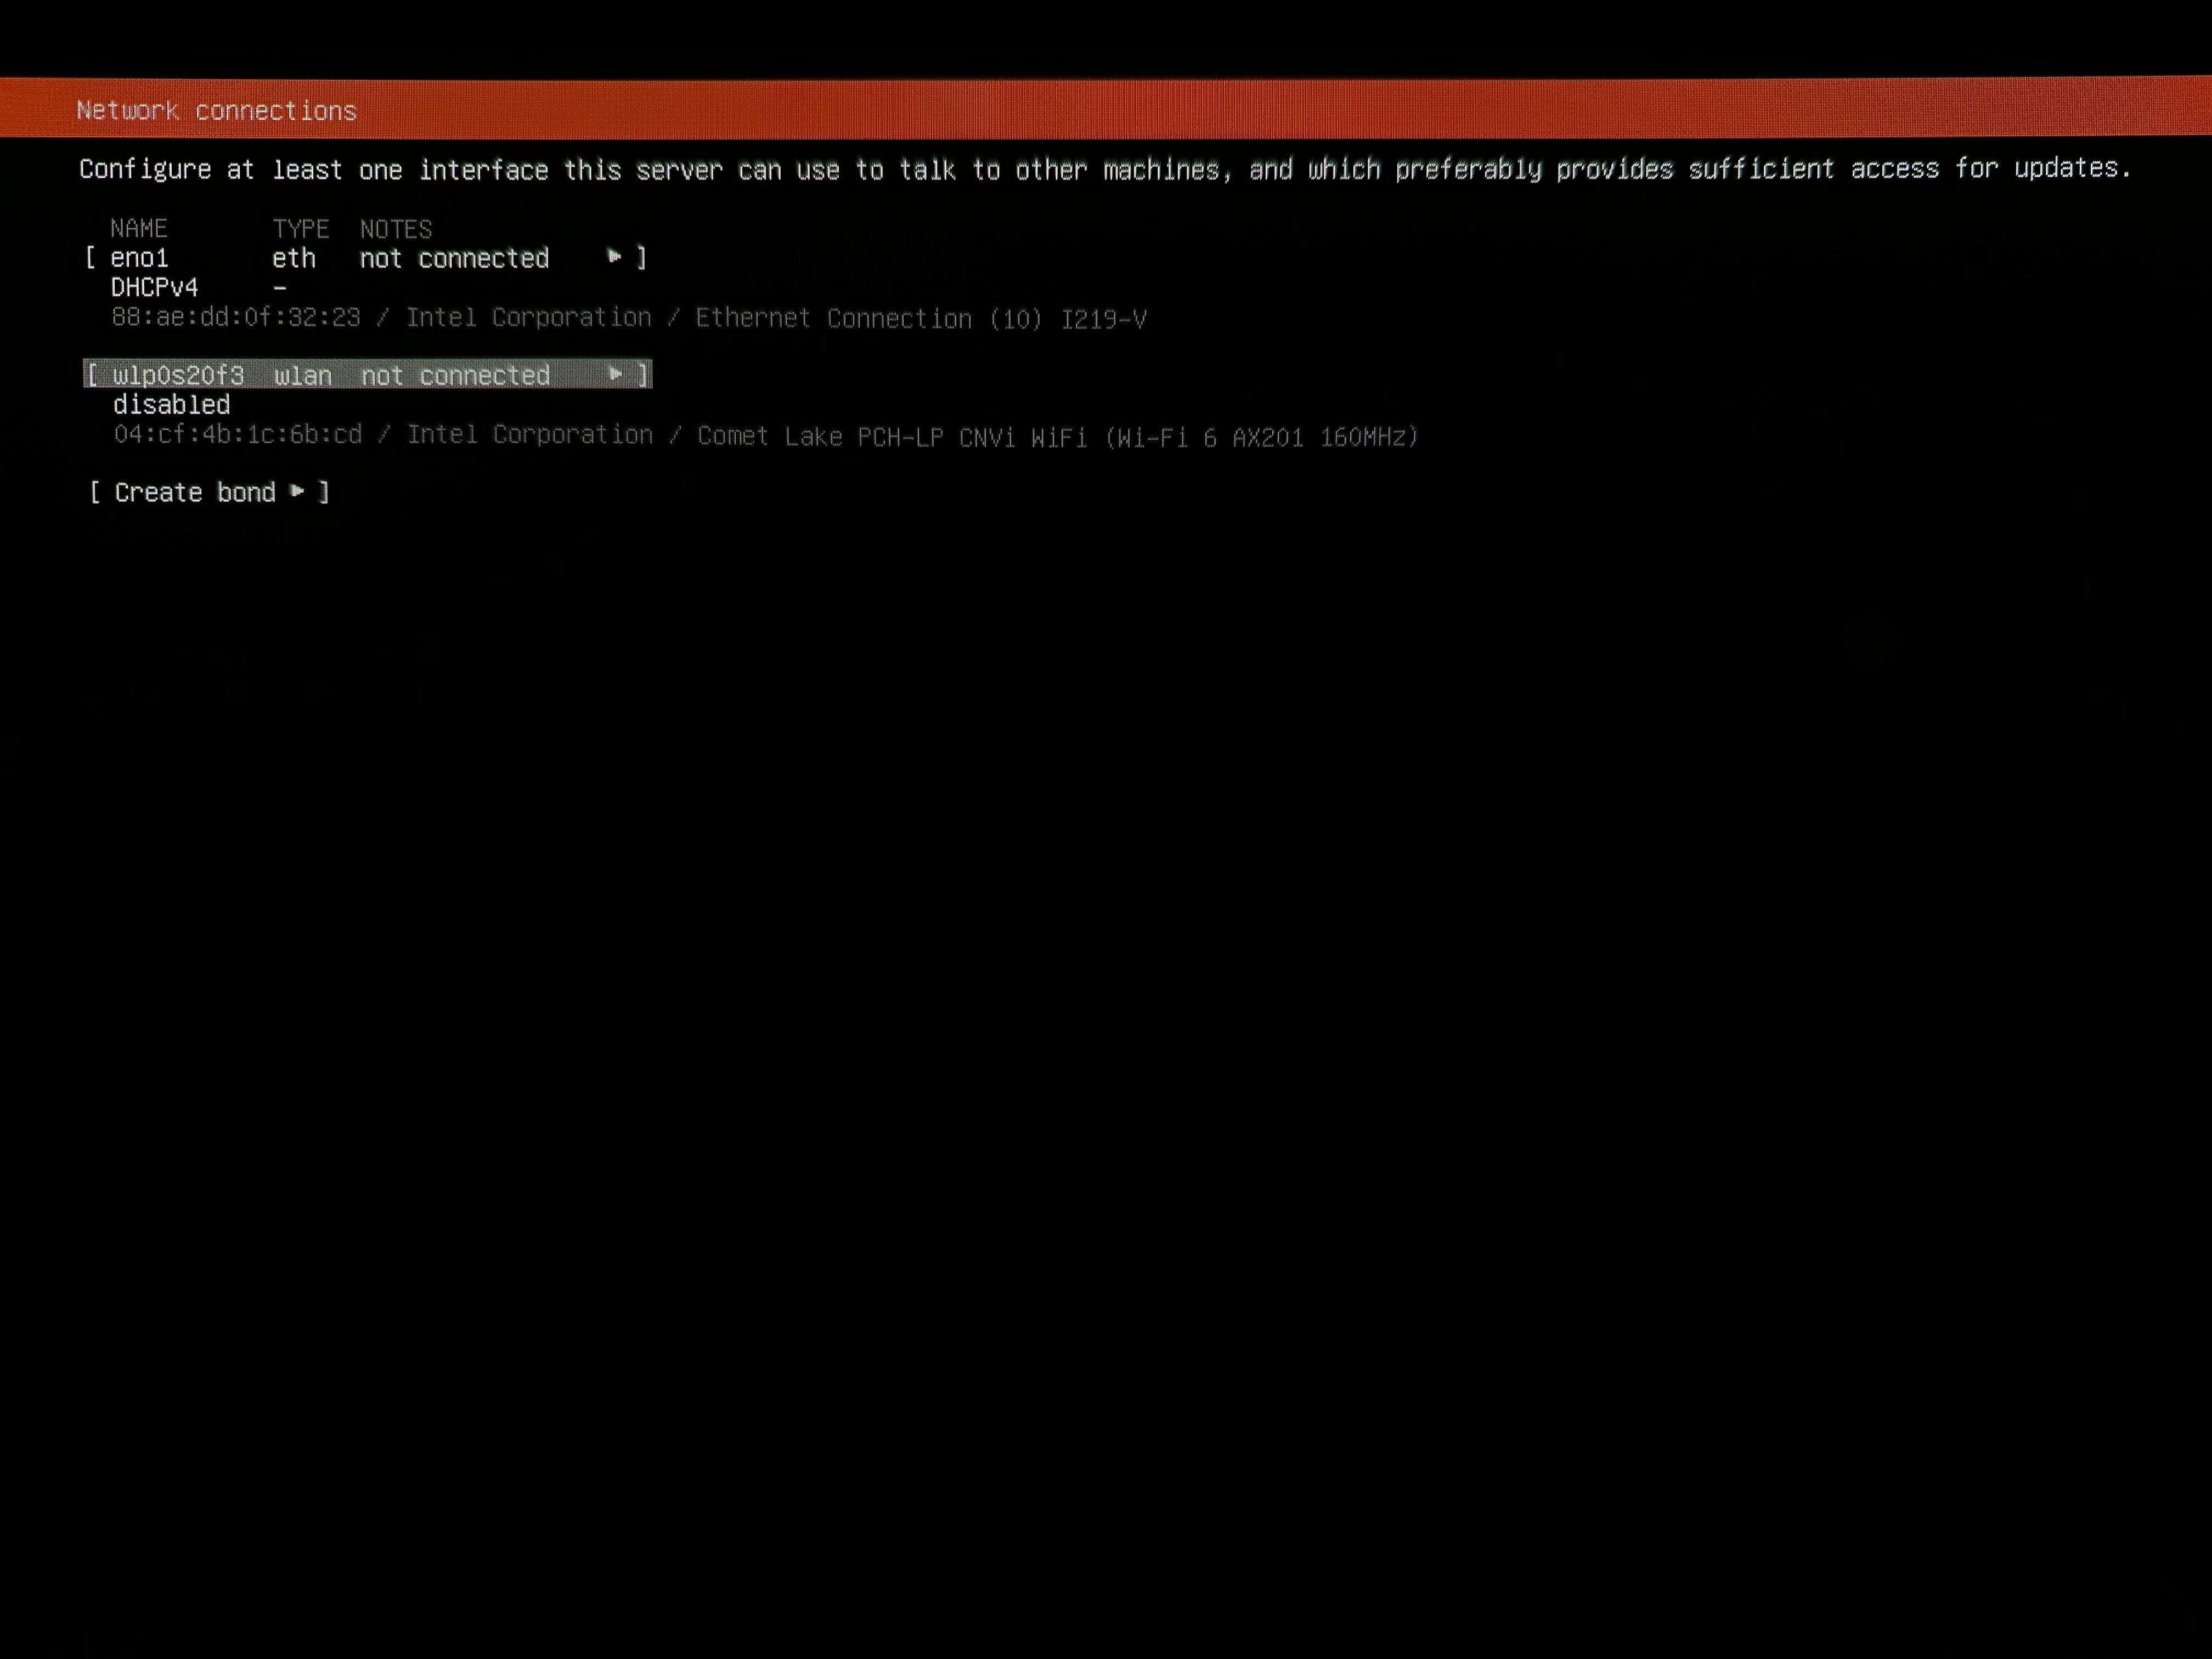 Network connections
Configure at least one interface this server can use to talk to other machines, and which preferably provides sufficient access for updates.
NAME TYPE NOTES
[ eno1 eth not connected ▸ ]
DHCPv4 –
88:ae:dd:0f:32:23 / Intel Corporation / Ethernet Connection (10) I219-V
[ wlp0s20f3 wlan not connected ▸ ]
disabled
04:cf:4b:1c:6b:cd / Intel Corporation / Comet Lake PCH-LP CNVi WiFi (Wi-Fi 6 AX201 160MHz)
[ Create bond ▸ ]